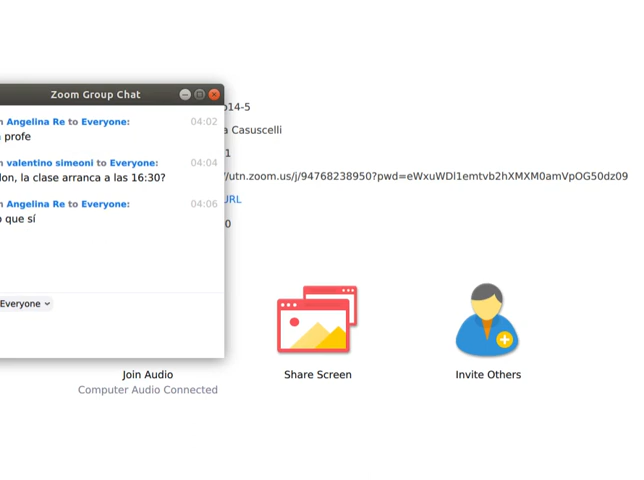 Zoom Group Chat
Angelina Re to Everyone: 04:02
profe
valentino simeoni to Everyone: 04:04
la clase arranca a las 16:30?
Angelina Re to Everyone: 04:06
que sí
Everyone
o14-5
a Casuscelli
1
/utn.zoom.us/j/94768238950?pwd=eWxuWDl1emtvb2hXMXM0amVpOG50dz09
URL
0
Join Audio
Computer Audio Connected
Share Screen
Invite Others